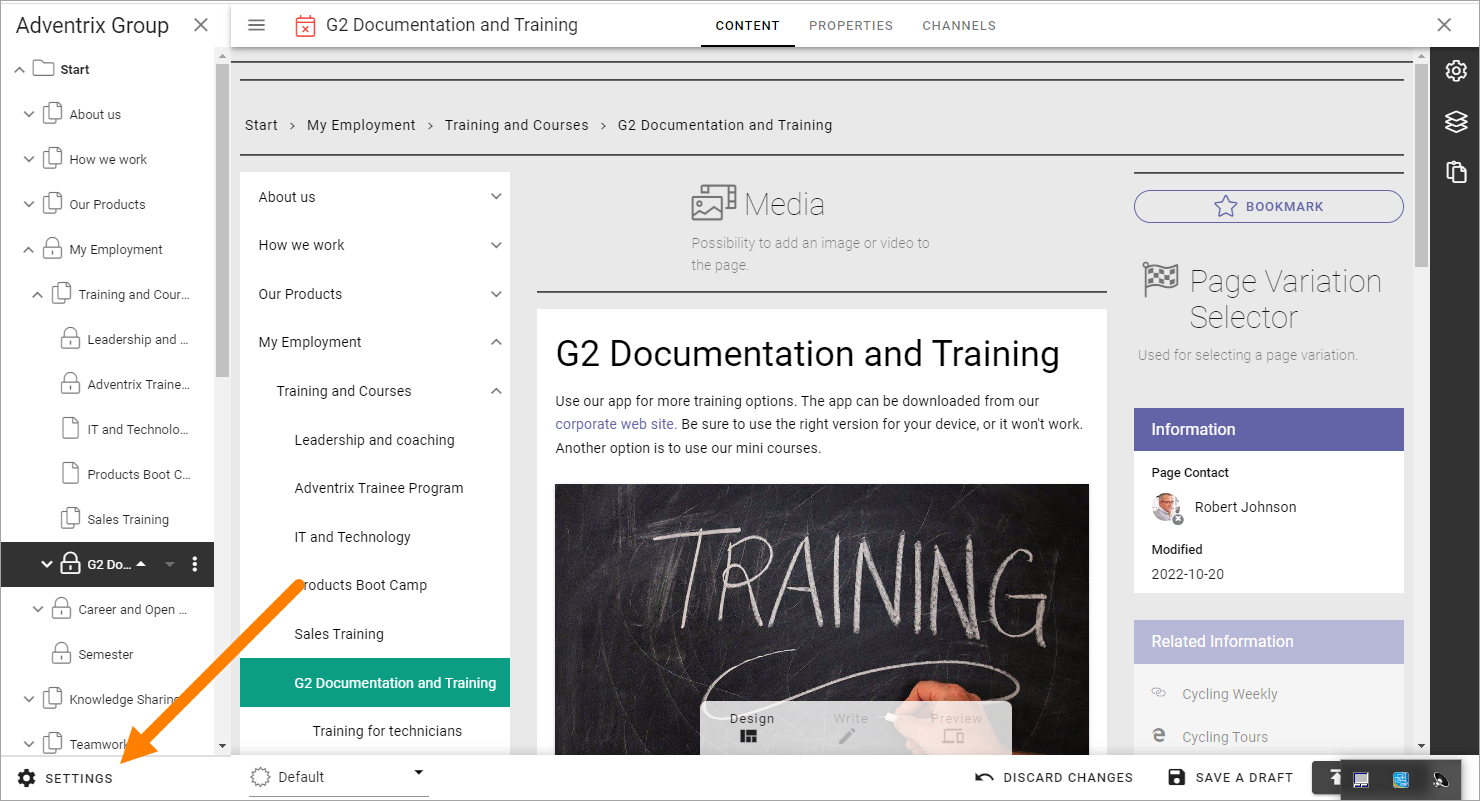 Adventrix Group
G2 Documentation and Training
CONTENT
PROPERTIES
CHANNELS
Start
About us
How we work
Our Products
My Employment
Training and Cour...
Leadership and ...
Adventrix Traine...
IT and Technolo...
Products Boot C...
Sales Training
G2 Do...
Career and Open ...
Semester
Knowledge Sharing
Teamwork
SETTINGS
Start > My Employment > Training and Courses > G2 Documentation and Training
About us
How we work
Our Products
My Employment
Training and Courses
Leadership and coaching
Adventrix Trainee Program
IT and Technology
Products Boot Camp
Sales Training
G2 Documentation and Training
Training for technicians
Media
Possibility to add an image or video to
the page.
G2 Documentation and Training
Use our app for more training options. The app can be downloaded from our
corporate web site. Be sure to use the right version for your device, or it won't work.
Another option is to use our mini courses.
TRAINING
Design
Write
Preview
BOOKMARK
Page Variation
Selector
Used for selecting a page variation.
Information
Page Contact
Robert Johnson
Modified
2022-10-20
Related Information
Cycling Weekly
Cycling Tours
Default
DISCARD CHANGES
SAVE A DRAFT